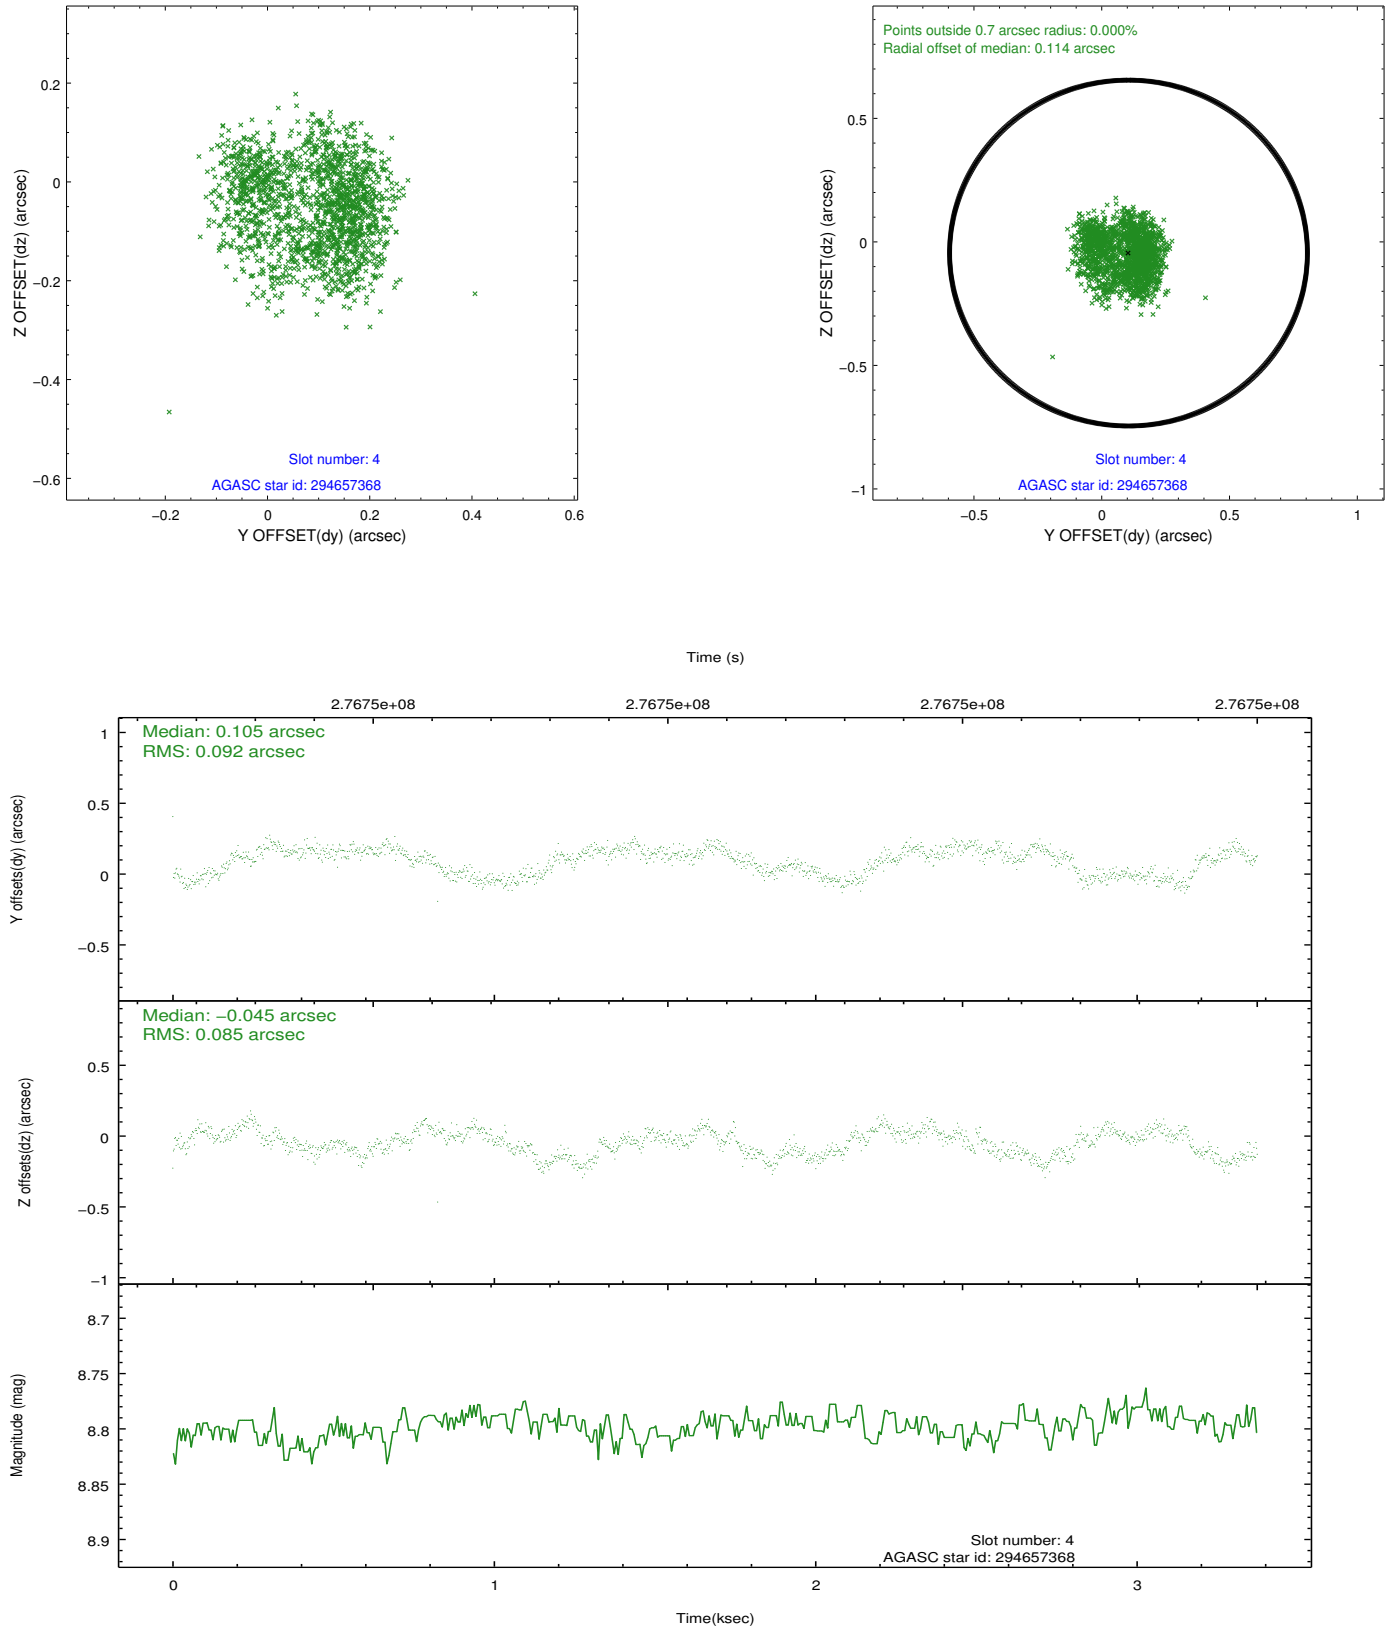 0.2
0
−0.2
−0.4
−0.6
Z OFFSET(dz) (arcsec)
Slot number: 4
AGASC star id: 294657368
−0.2 0 0.2 0.4 0.6
Y OFFSET(dy) (arcsec)
Points outside 0.7 arcsec radius: 0.000%
Radial offset of median: 0.114 arcsec
0.5
0
−0.5
−1
Z OFFSET(dz) (arcsec)
Slot number: 4
AGASC star id: 294657368
−0.5 0 0.5 1
Y OFFSET(dy) (arcsec)
Time (s)
2.7675e+08 2.7675e+08 2.7675e+08 2.7675e+08
Median: 0.105 arcsec
RMS: 0.092 arcsec
1
0.5
0
−0.5
Y offsets(dy) (arcsec)
Median: −0.045 arcsec
RMS: 0.085 arcsec
0.5
0
−0.5
−1
Z offsets(dz) (arcsec)
8.7
8.75
8.8
8.85
8.9
Magnitude (mag)
Slot number: 4
AGASC star id: 294657368
0 1 2 3
Time(ksec)